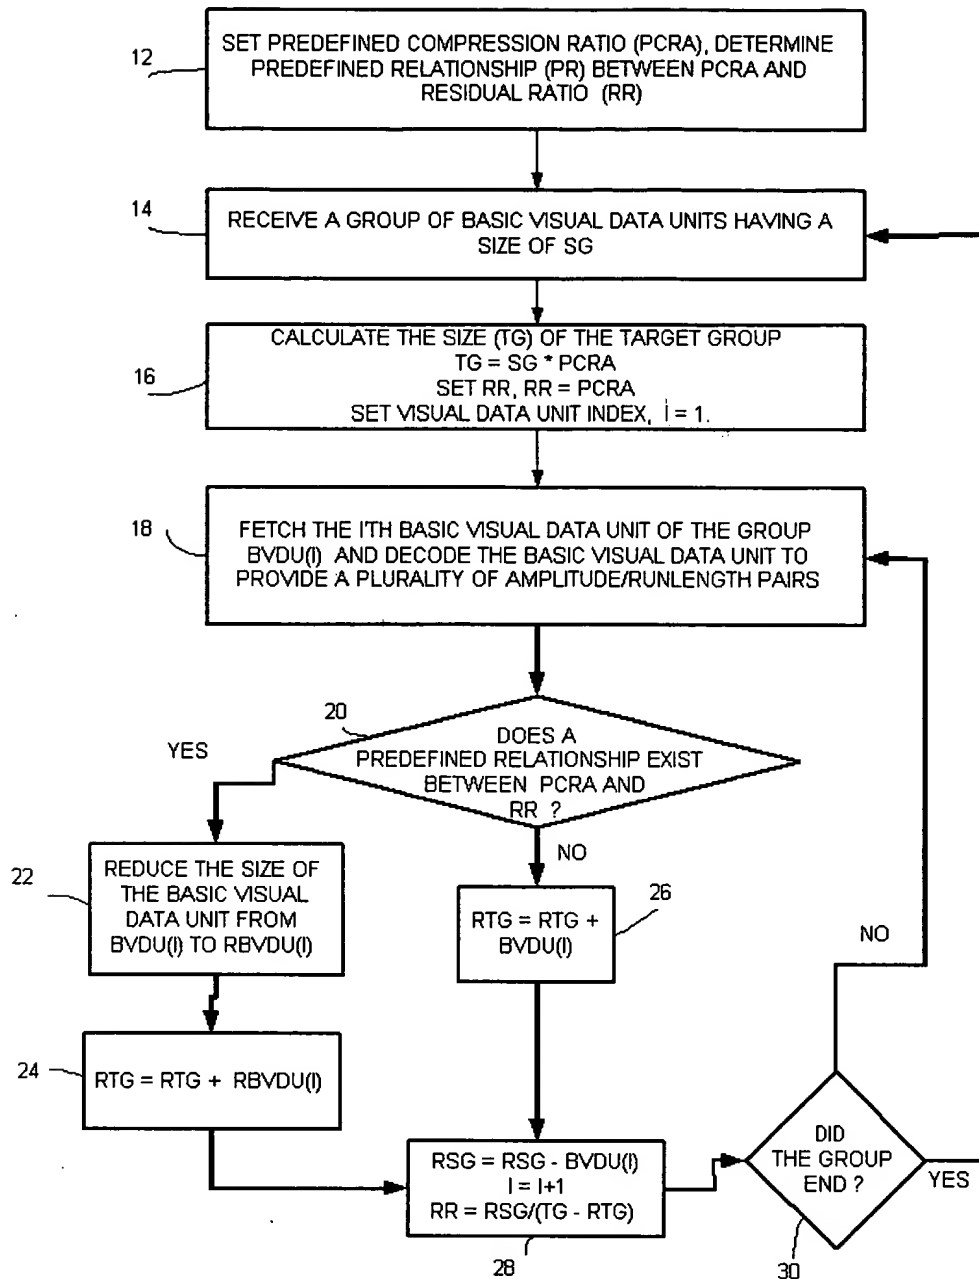 12
SET PREDEFINED COMPRESSION RATIO (PCRA), DETERMINE
PREDEFINED RELATIONSHIP (PR) BETWEEN PCRA AND
RESIDUAL RATIO (RR)
14
RECEIVE A GROUP OF BASIC VISUAL DATA UNITS HAVING A
SIZE OF SG
16
CALCULATE THE SIZE (TG) OF THE TARGET GROUP
TG = SG * PCRA
SET RR, RR = PCRA
SET VISUAL DATA UNIT INDEX, I = 1.
18
FETCH THE I'TH BASIC VISUAL DATA UNIT OF THE GROUP
BVDU(I) AND DECODE THE BASIC VISUAL DATA UNIT TO
PROVIDE A PLURALITY OF AMPLITUDE/RUNLENGTH PAIRS
20
DOES A
PREDEFINED RELATIONSHIP EXIST
BETWEEN PCRA AND
RR ?
YES
NO
22
REDUCE THE SIZE OF
THE BASIC VISUAL
DATA UNIT FROM
BVDU(I) TO RBVDU(I)
26
RTG = RTG +
BVDU(I)
NO
24
RTG = RTG + RBVDU(I)
RSG = RSG - BVDU(I)
I = I+1
RR = RSG/(TG - RTG)
28
DID
THE GROUP
END ?
YES
30